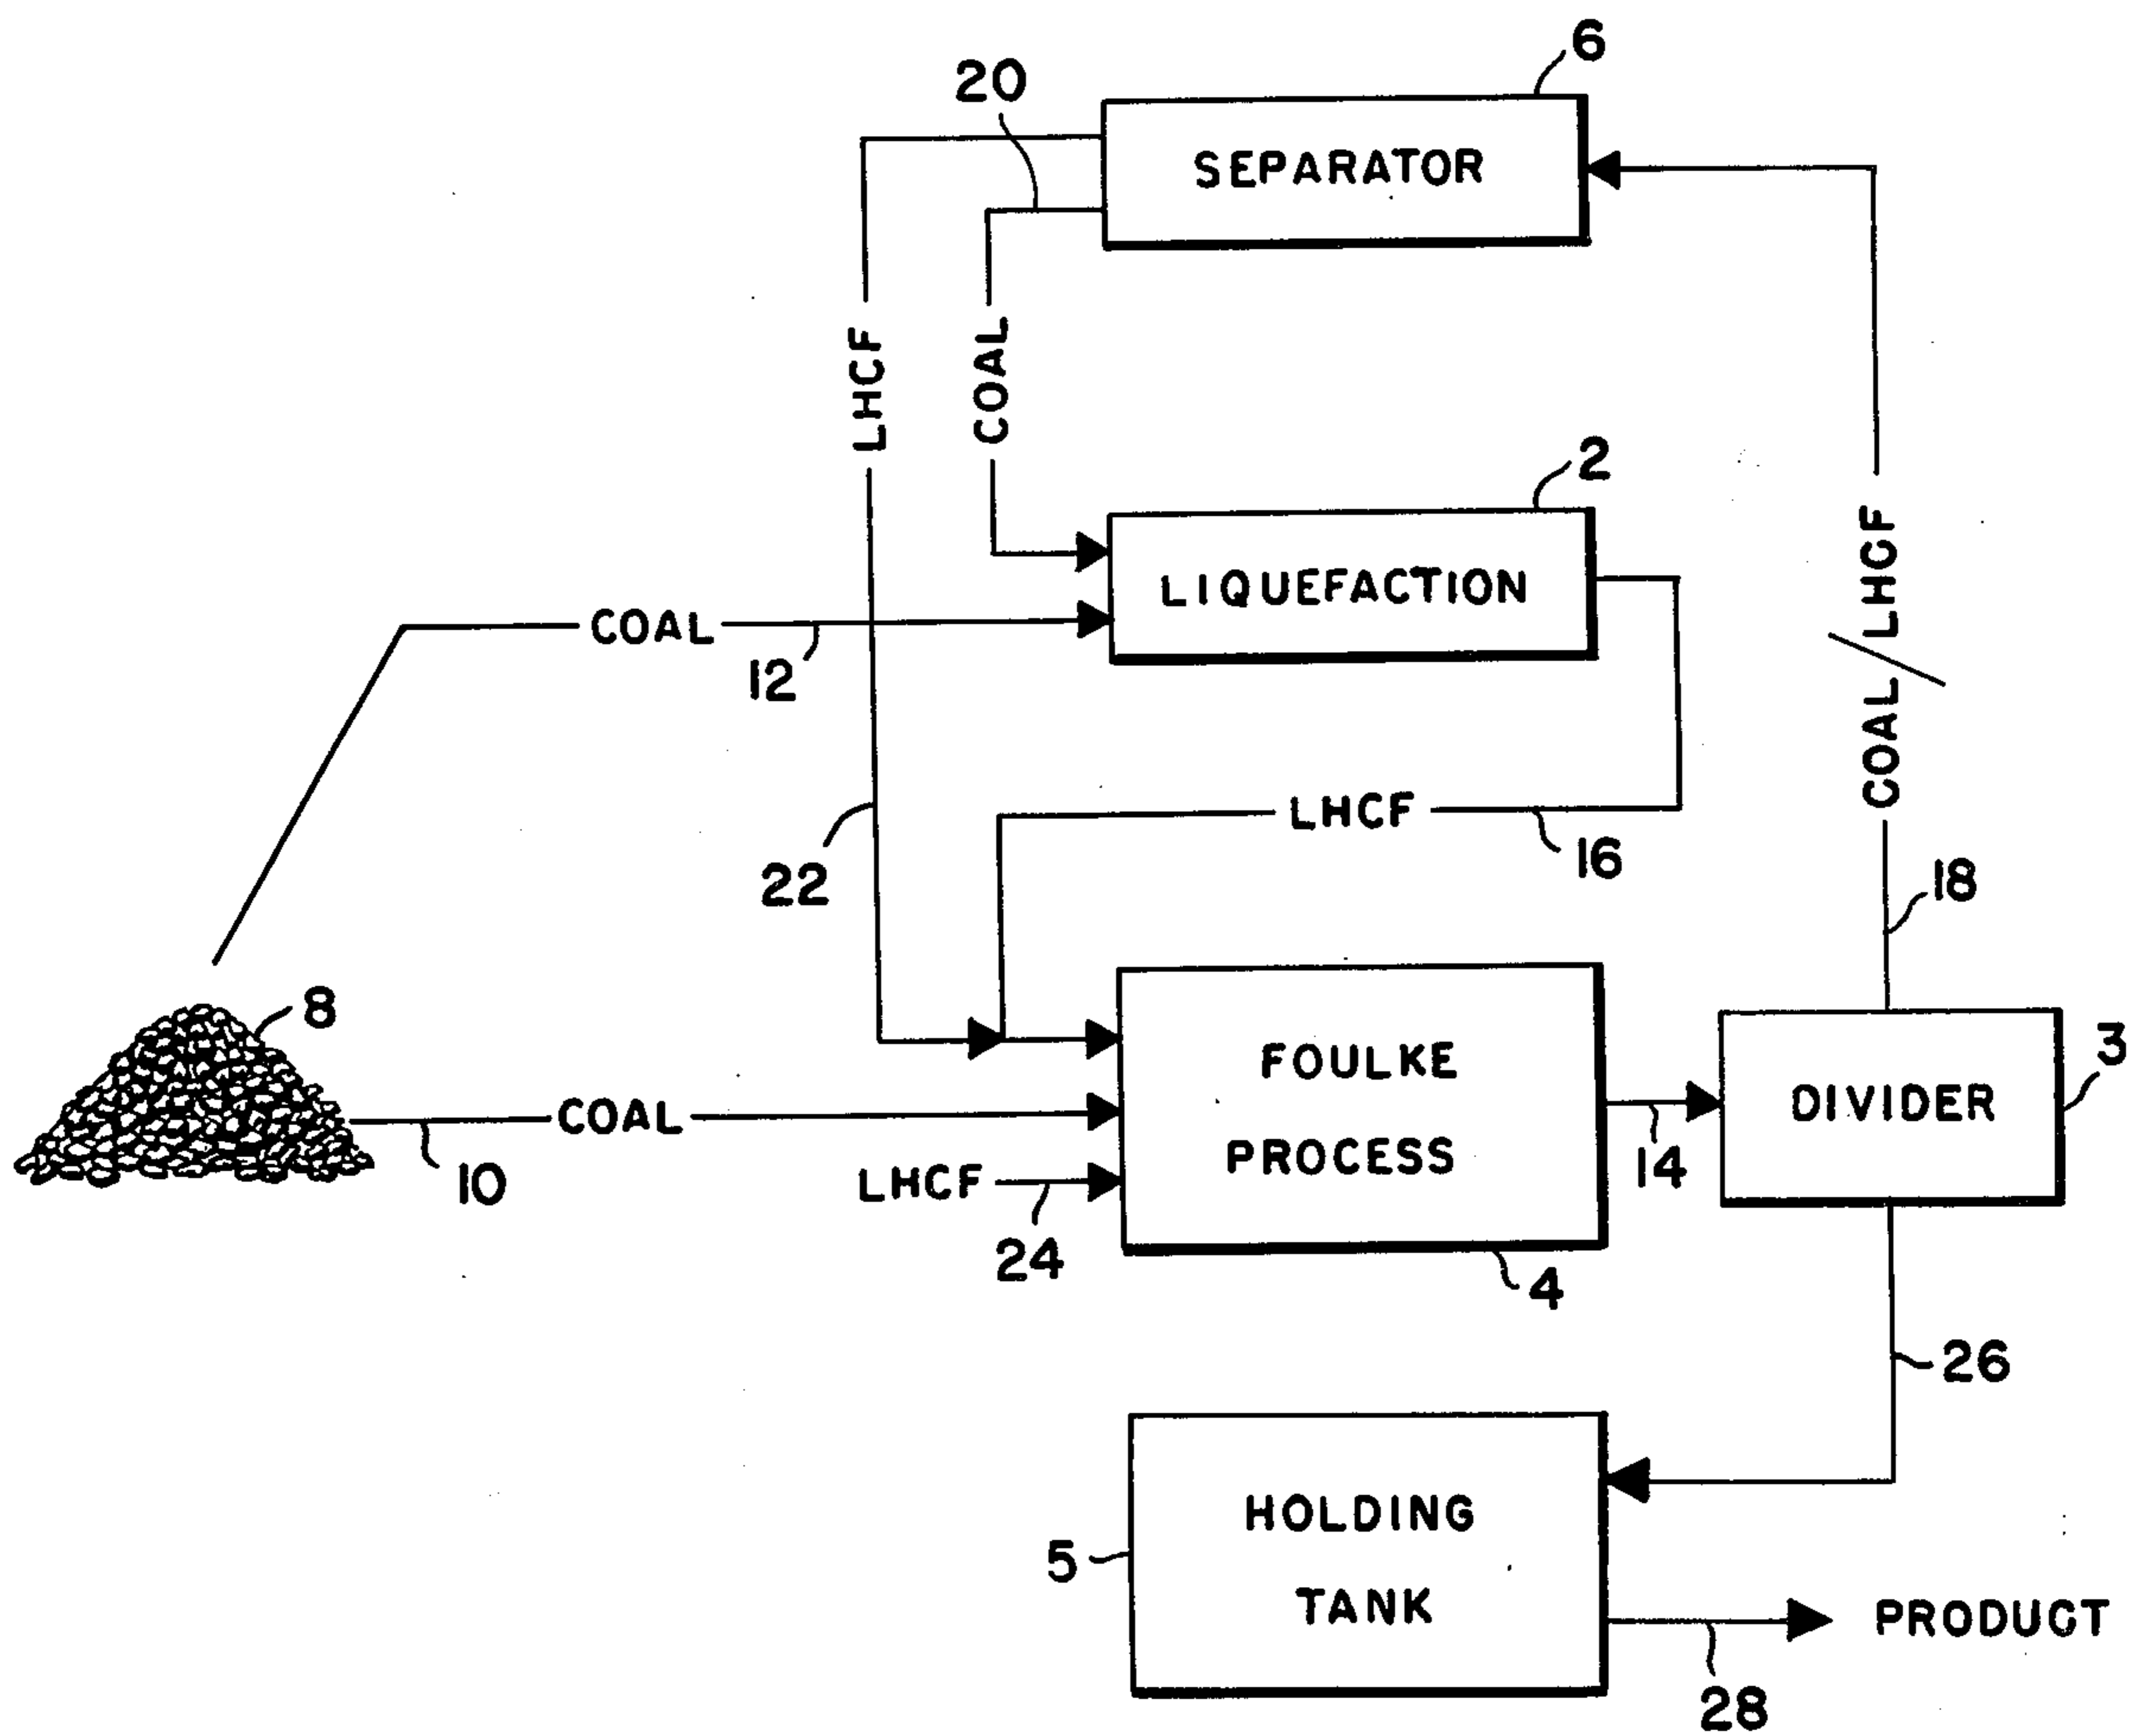 6
20
SEPARATOR
LHCF
COAL
2
LIQUEFACTION
COAL
12
COAL/LHCF
LHCF
16
22
18
8
FOULKE
PROCESS
3
DIVIDER
COAL
10
14
LHCF
24
4
26
HOLDING
TANK
5
PRODUCT
28